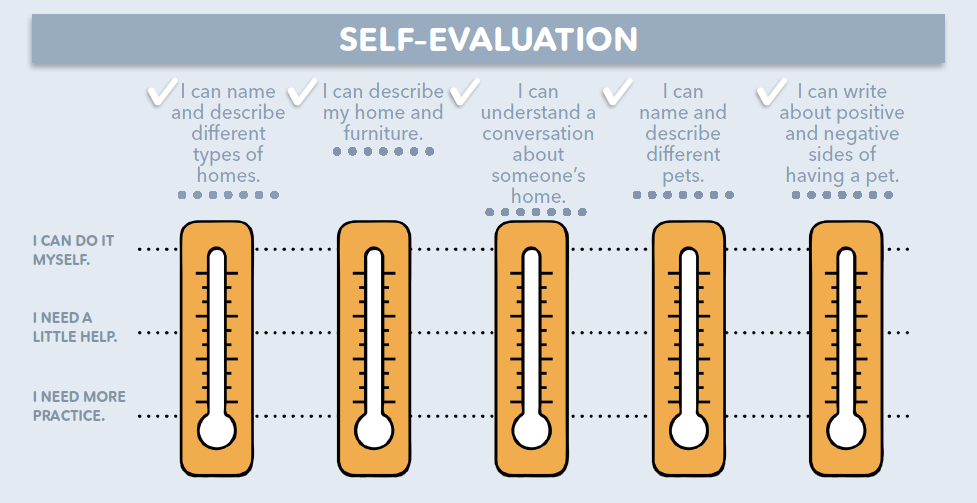 SELF-EVALUATION
I can name
and describe
different
types of
homes.
I can describe
my home and
furniture.
I can
understand a
conversation
about
someone's
home.
I can
name and
describe
different
pets.
I can write
about positive
and negative
sides of
having a pet.
I CAN DO IT
MYSELF.
I NEED A
LITTLE HELP.
I NEED MORE
PRACTICE.